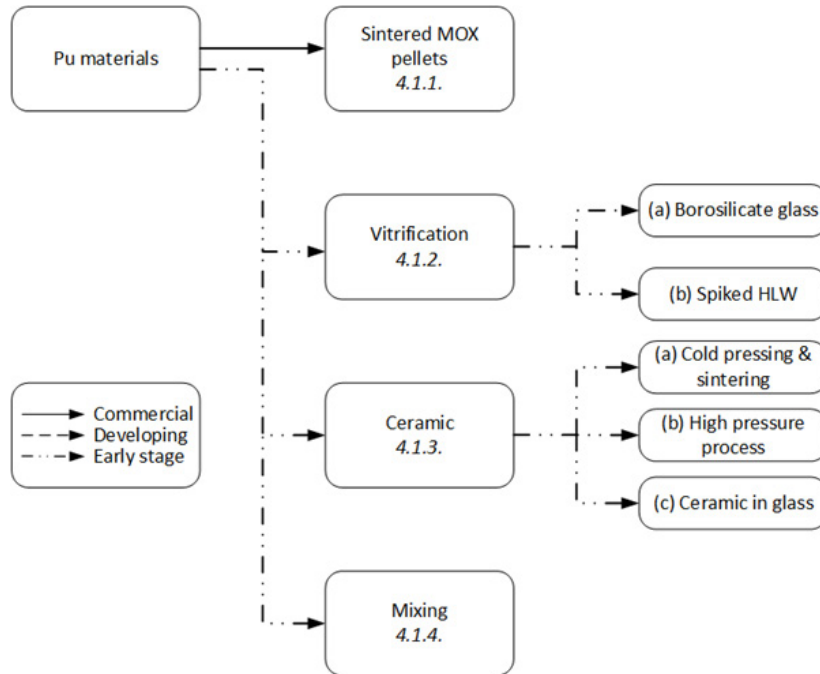 Pu materials
Sintered MOX
pellets
4.1.1.
Vitrification
4.1.2.
(a) Borosilicate glass
(b) Spiked HLW
Ceramic
4.1.3.
(a) Cold pressing &
sintering
(b) High pressure
process
(c) Ceramic in glass
Commercial
Developing
Early stage
Mixing
4.1.4.